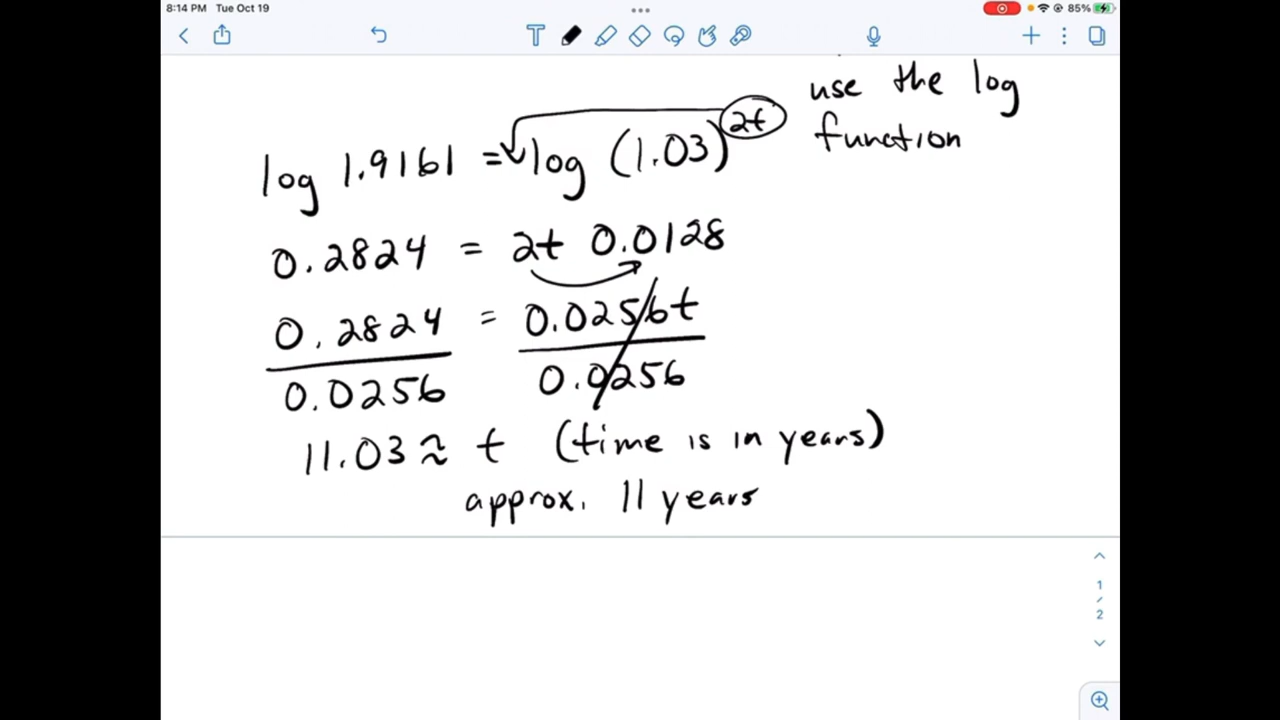 8:14 PM Tue Oct 19
85%
use the log
function
log 1.9161 = log (1.03)^2t
0.2824 = 2t 0.0128
0.2824 = 0.0256t
0.0256 0.0256
11.03 ≈ t (time is in years)
approx. 11 years
1
/
2